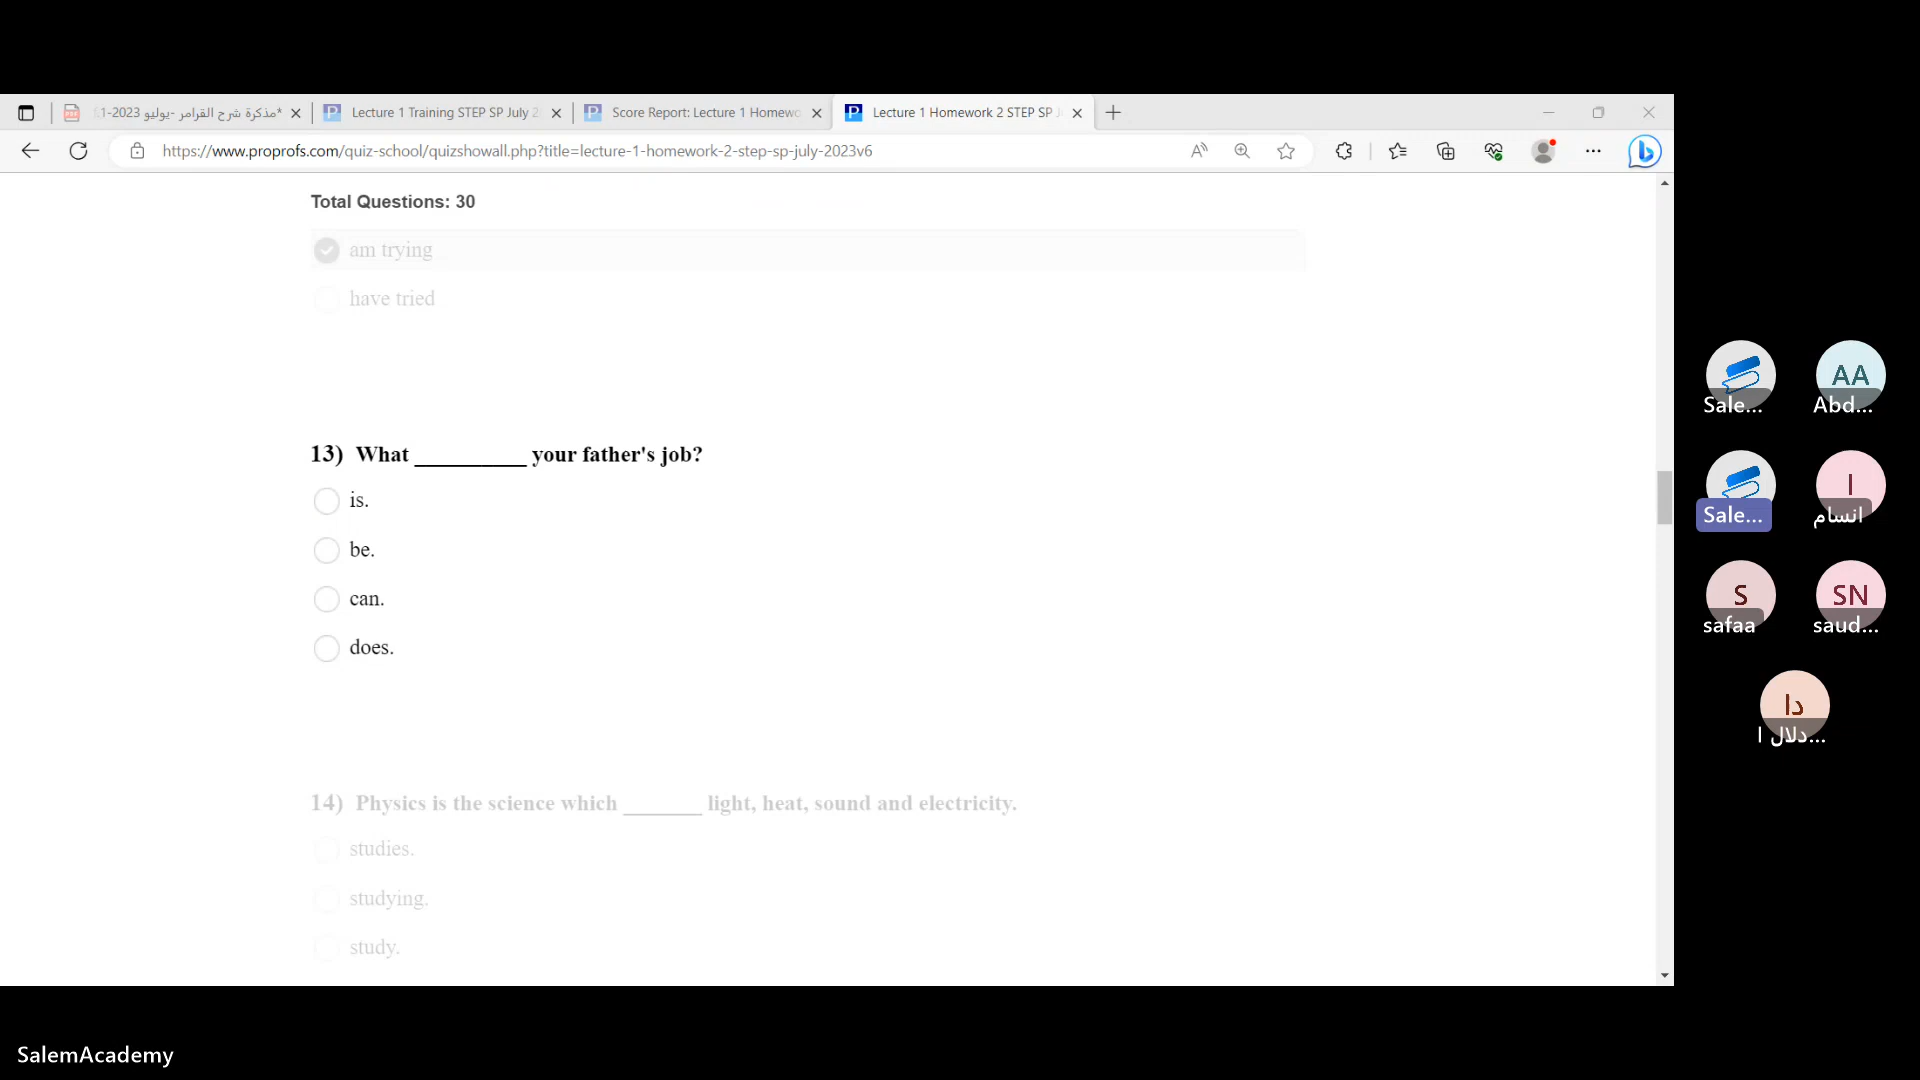 *مذكرة شرح القرامر -يوليو 2023-1
Lecture 1 Training STEP SP July 2
Score Report: Lecture 1 Homewo
Lecture 1 Homework 2 STEP SP J
https://www.proprofs.com/quiz-school/quizshowall.php?title=lecture-1-homework-2-step-sp-july-2023v6
Total Questions: 30
am trying
have tried
13) What __________ your father's job?
is.
be.
can.
does.
14) Physics is the science which _______ light, heat, sound and electricity.
studies.
studying.
study.
Sale...
AA
Abd...
Sale...
ا
انسام
S
safaa
SN
saud...
دا
دلال ا...
SalemAcademy